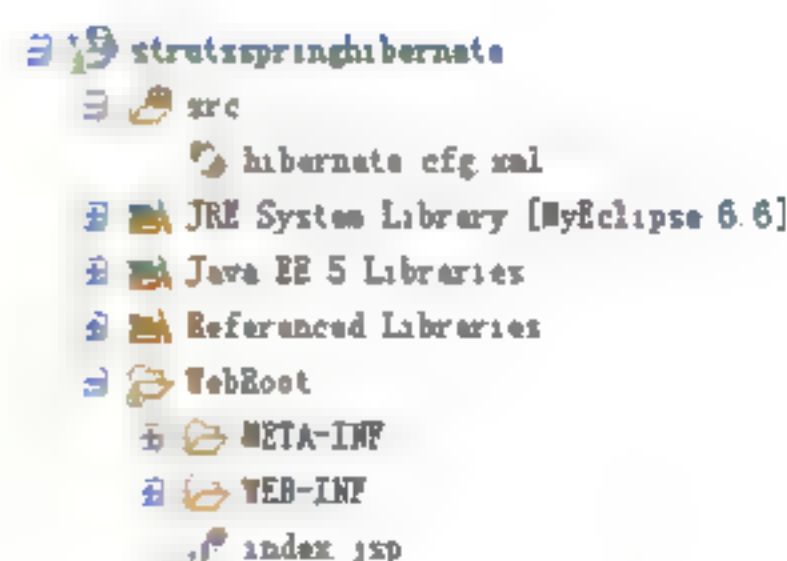 strutsspringhibernate
src
hibernate.cfg.xml
JRE System Library [MyEclipse 6.6]
Java EE 5 Libraries
Referenced Libraries
WebRoot
META-INF
WEB-INF
index.jsp